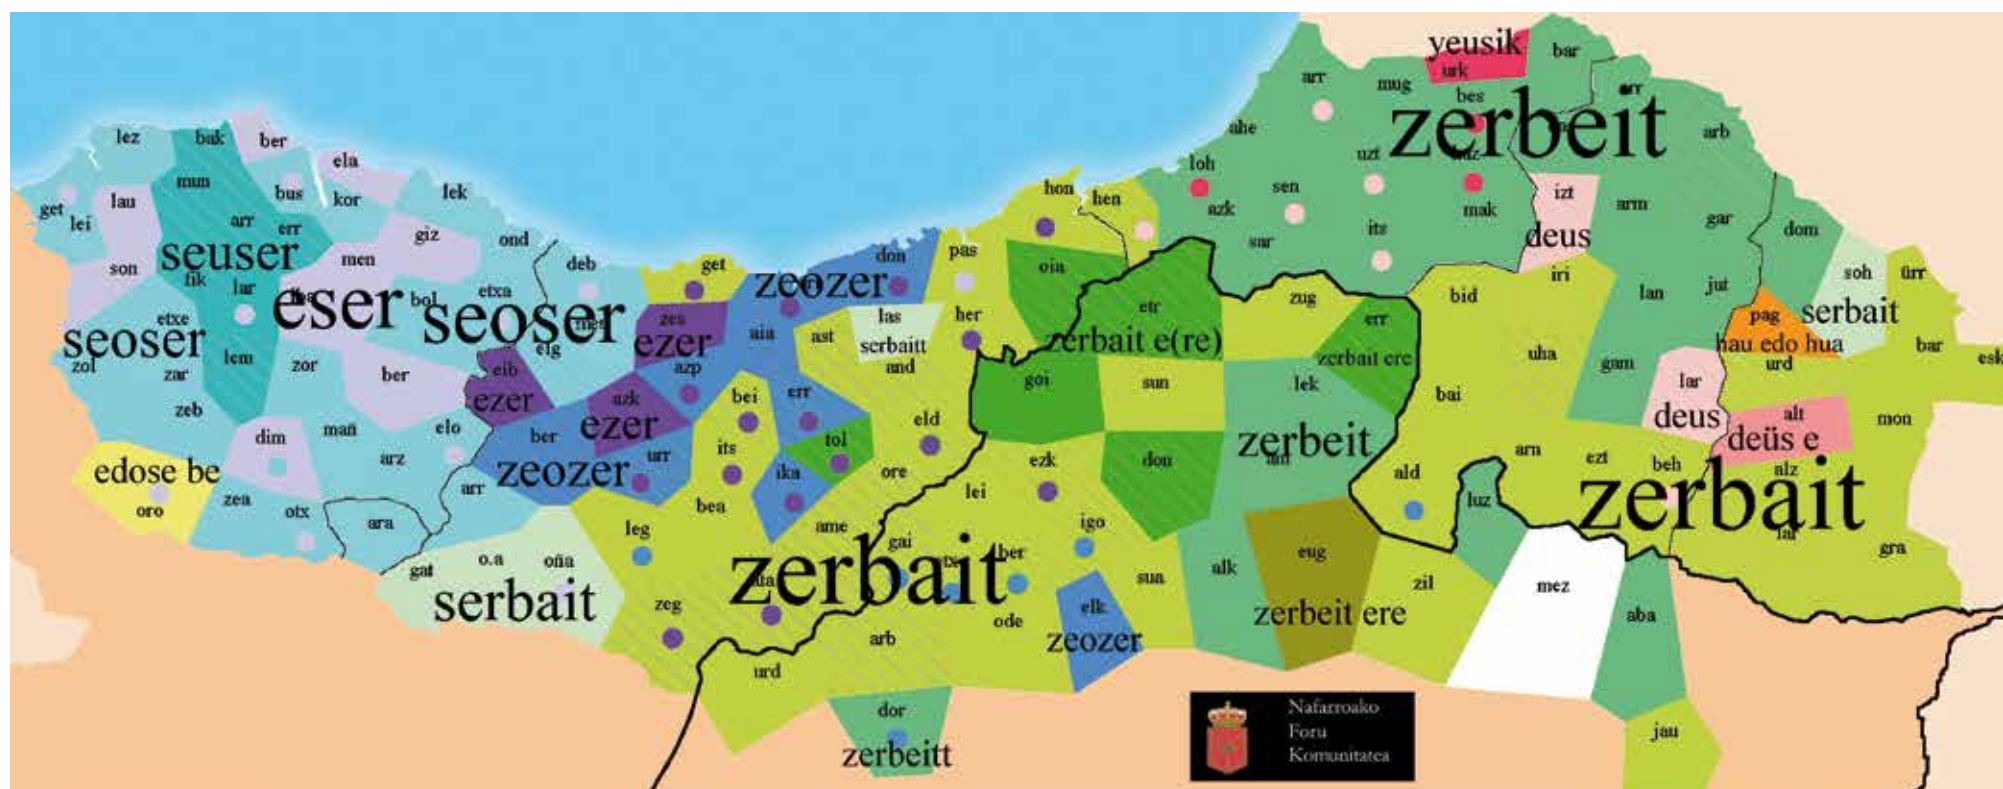 yeusik
urk
bar
arr
mug
bes
arr
zerbeit
ahe
arb
lez
bak
ber
ela
uzt
loh
mun
bus
kor
lek
hon
hen
sen
izt
arm
get
lau
lei
arr
err
giz
ond
azk
mak
gar
son
seuser
men
its
sar
deus
dom
fik
lar
deb
get
don
pas
oin
iri
soh
ürr
eser
bol
etxa
zeozer
seoser
etxe
seoser
zes
ezer
aia
ast
las
serbaitt
her
etr
zerbait e(re)
zug
err
bid
lan
jut
serbait
pag
hau edo hua
bar
esk
zol
zar
lem
zor
ber
elg
eib
ezer
azp
and
goi
sun
zerbait ere
lek
uha
gam
urd
zeb
azk
ezer
bei
err
bai
lar
deus
alt
deüs e
mon
dim
mañ
elo
ber
zeozer
urr
its
tol
eld
zerbeit
edose be
arz
ika
ore
ezk
don
ald
arn
ezt
beh
alz
zerbait
oro
zea
otx
ara
arr
bea
lei
luz
leg
ame
gai
igo
gat
o.a
oña
serbait
zerbait
ber
sua
alk
eug
zerbeit ere
zil
mez
aba
gra
zeg
ode
elk
zeozer
arb
urd
dor
zerbeitt
jau
Nafarroako
Foru
Komunitatea